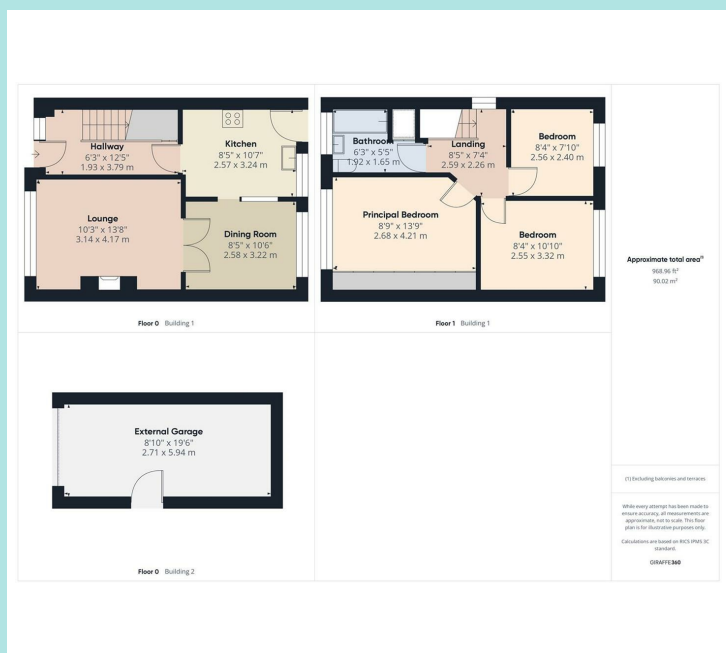 Hallway
6'3" x 12'5"
1.93 x 3.79 m
Kitchen
8'5" x 10'7"
2.57 x 3.24 m
Lounge
10'3" x 13'8"
3.14 x 4.17 m
Dining Room
8'5" x 10'6"
2.58 x 3.22 m
Floor 0 Building 1
Bathroom
6'3" x 5'5"
1.92 x 1.65 m
Landing
8'5" x 7'4"
2.59 x 2.26 m
Bedroom
8'4" x 7'10"
2.56 x 2.40 m
Principal Bedroom
8'9" x 13'9"
2.68 x 4.21 m
Bedroom
8'4" x 10'10"
2.55 x 3.32 m
Floor 1 Building 1
External Garage
8'10" x 19'6"
2.71 x 5.94 m
Floor 0 Building 2
Approximate total area⁽¹⁾
968.96 ft²
90.02 m²
(1) Excluding balconies and terraces
While every attempt has been made to
ensure accuracy, all measurements are
approximate, not to scale. This floor
plan is for illustrative purposes only.
Calculations are based on RICS IPMS 3C
standard.
GIRAFFE360